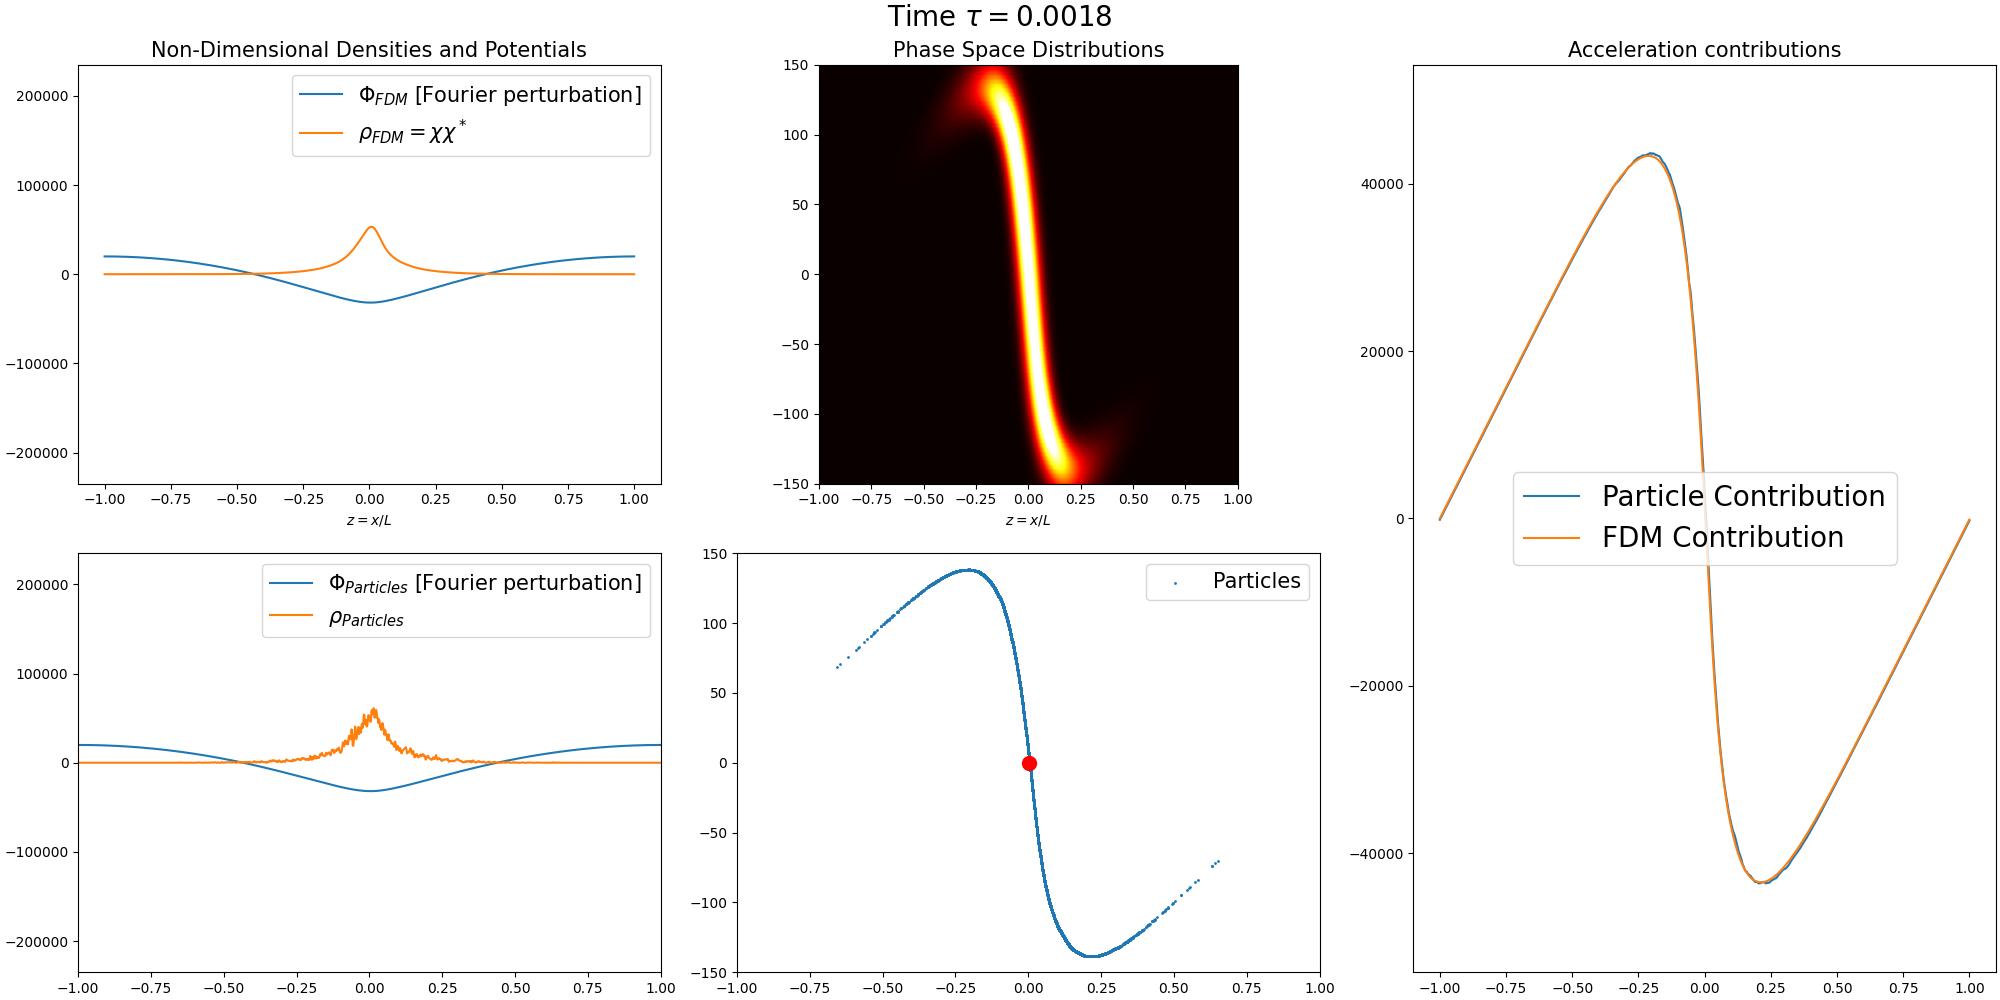 Time τ = 0.0018
Non-Dimensional Densities and Potentials
Φ_FDM [Fourier perturbation]
ρ_FDM = χχ*
200000
100000
0
−100000
−200000
−1.00 −0.75 −0.50 −0.25 0.00 0.25 0.50 0.75 1.00
z = x/L
Phase Space Distributions
150
100
50
0
−50
−100
−150
−1.00 −0.75 −0.50 −0.25 0.00 0.25 0.50 0.75 1.00
z = x/L
Φ_Particles [Fourier perturbation]
ρ_Particles
200000
100000
0
−100000
−200000
−1.00 −0.75 −0.50 −0.25 0.00 0.25 0.50 0.75 1.00
Particles
150
100
50
0
−50
−100
−150
−1.00 −0.75 −0.50 −0.25 0.00 0.25 0.50 0.75 1.00
Acceleration contributions
40000
20000
0
−20000
−40000
Particle Contribution
FDM Contribution
−1.00 −0.75 −0.50 −0.25 0.00 0.25 0.50 0.75 1.00